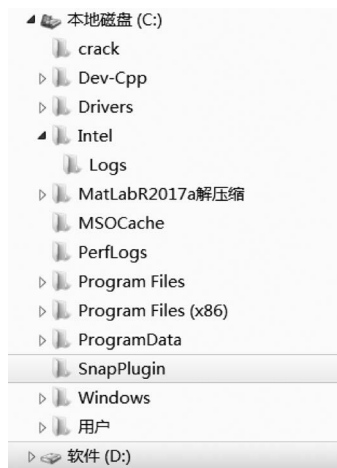 本地磁盘 (C:)
crack
Dev-Cpp
Drivers
Intel
Logs
MatLabR2017a解压缩
MSOCache
PerfLogs
Program Files
Program Files (x86)
ProgramData
SnapPlugin
Windows
用户
软件 (D:)